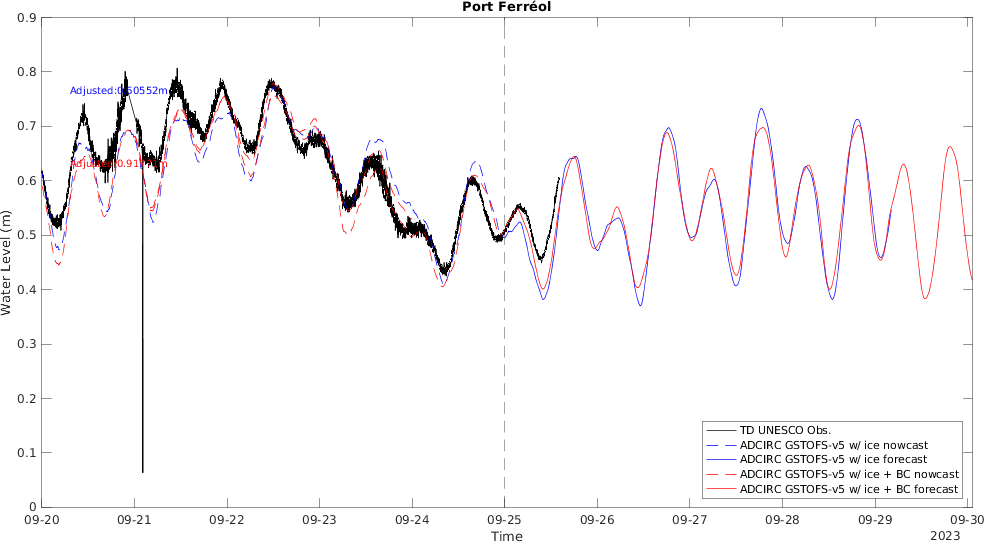 Port Ferréol
Water Level (m)
0.9
0.8
0.7
0.6
0.5
0.4
0.3
0.2
0.1
0
Adjusted:0.60552m
Adjusted:0.91
TD UNESCO Obs.
ADCIRC GSTOFS-v5 w/ ice nowcast
ADCIRC GSTOFS-v5 w/ ice forecast
ADCIRC GSTOFS-v5 w/ ice + BC nowcast
ADCIRC GSTOFS-v5 w/ ice + BC forecast
09-20 09-21 09-22 09-23 09-24 09-25 09-26 09-27 09-28 09-29 09-30
Time
2023